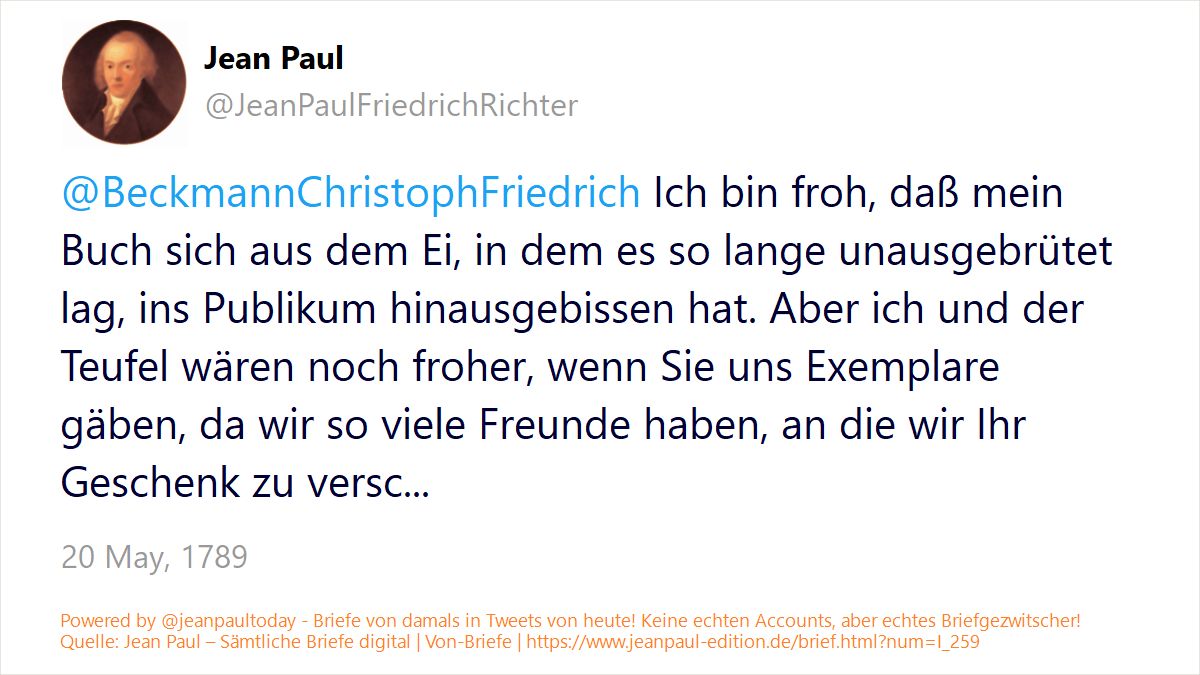 Jean Paul
@JeanPaulFriedrichRichter
@BeckmannChristophFriedrich Ich bin froh, daß mein
Buch sich aus dem Ei, in dem es so lange unausgebrütet
lag, ins Publikum hinausgebissen hat. Aber ich und der
Teufel wären noch froher, wenn Sie uns Exemplare
gäben, da wir so viele Freunde haben, an die wir Ihr
Geschenk zu versc...
20 May, 1789
Powered by @jeanpaultoday - Briefe von damals in Tweets von heute! Keine echten Accounts, aber echtes Briefgezwitscher!
Quelle: Jean Paul – Sämtliche Briefe digital | Von-Briefe | https://www.jeanpaul-edition.de/brief.html?num=I_259